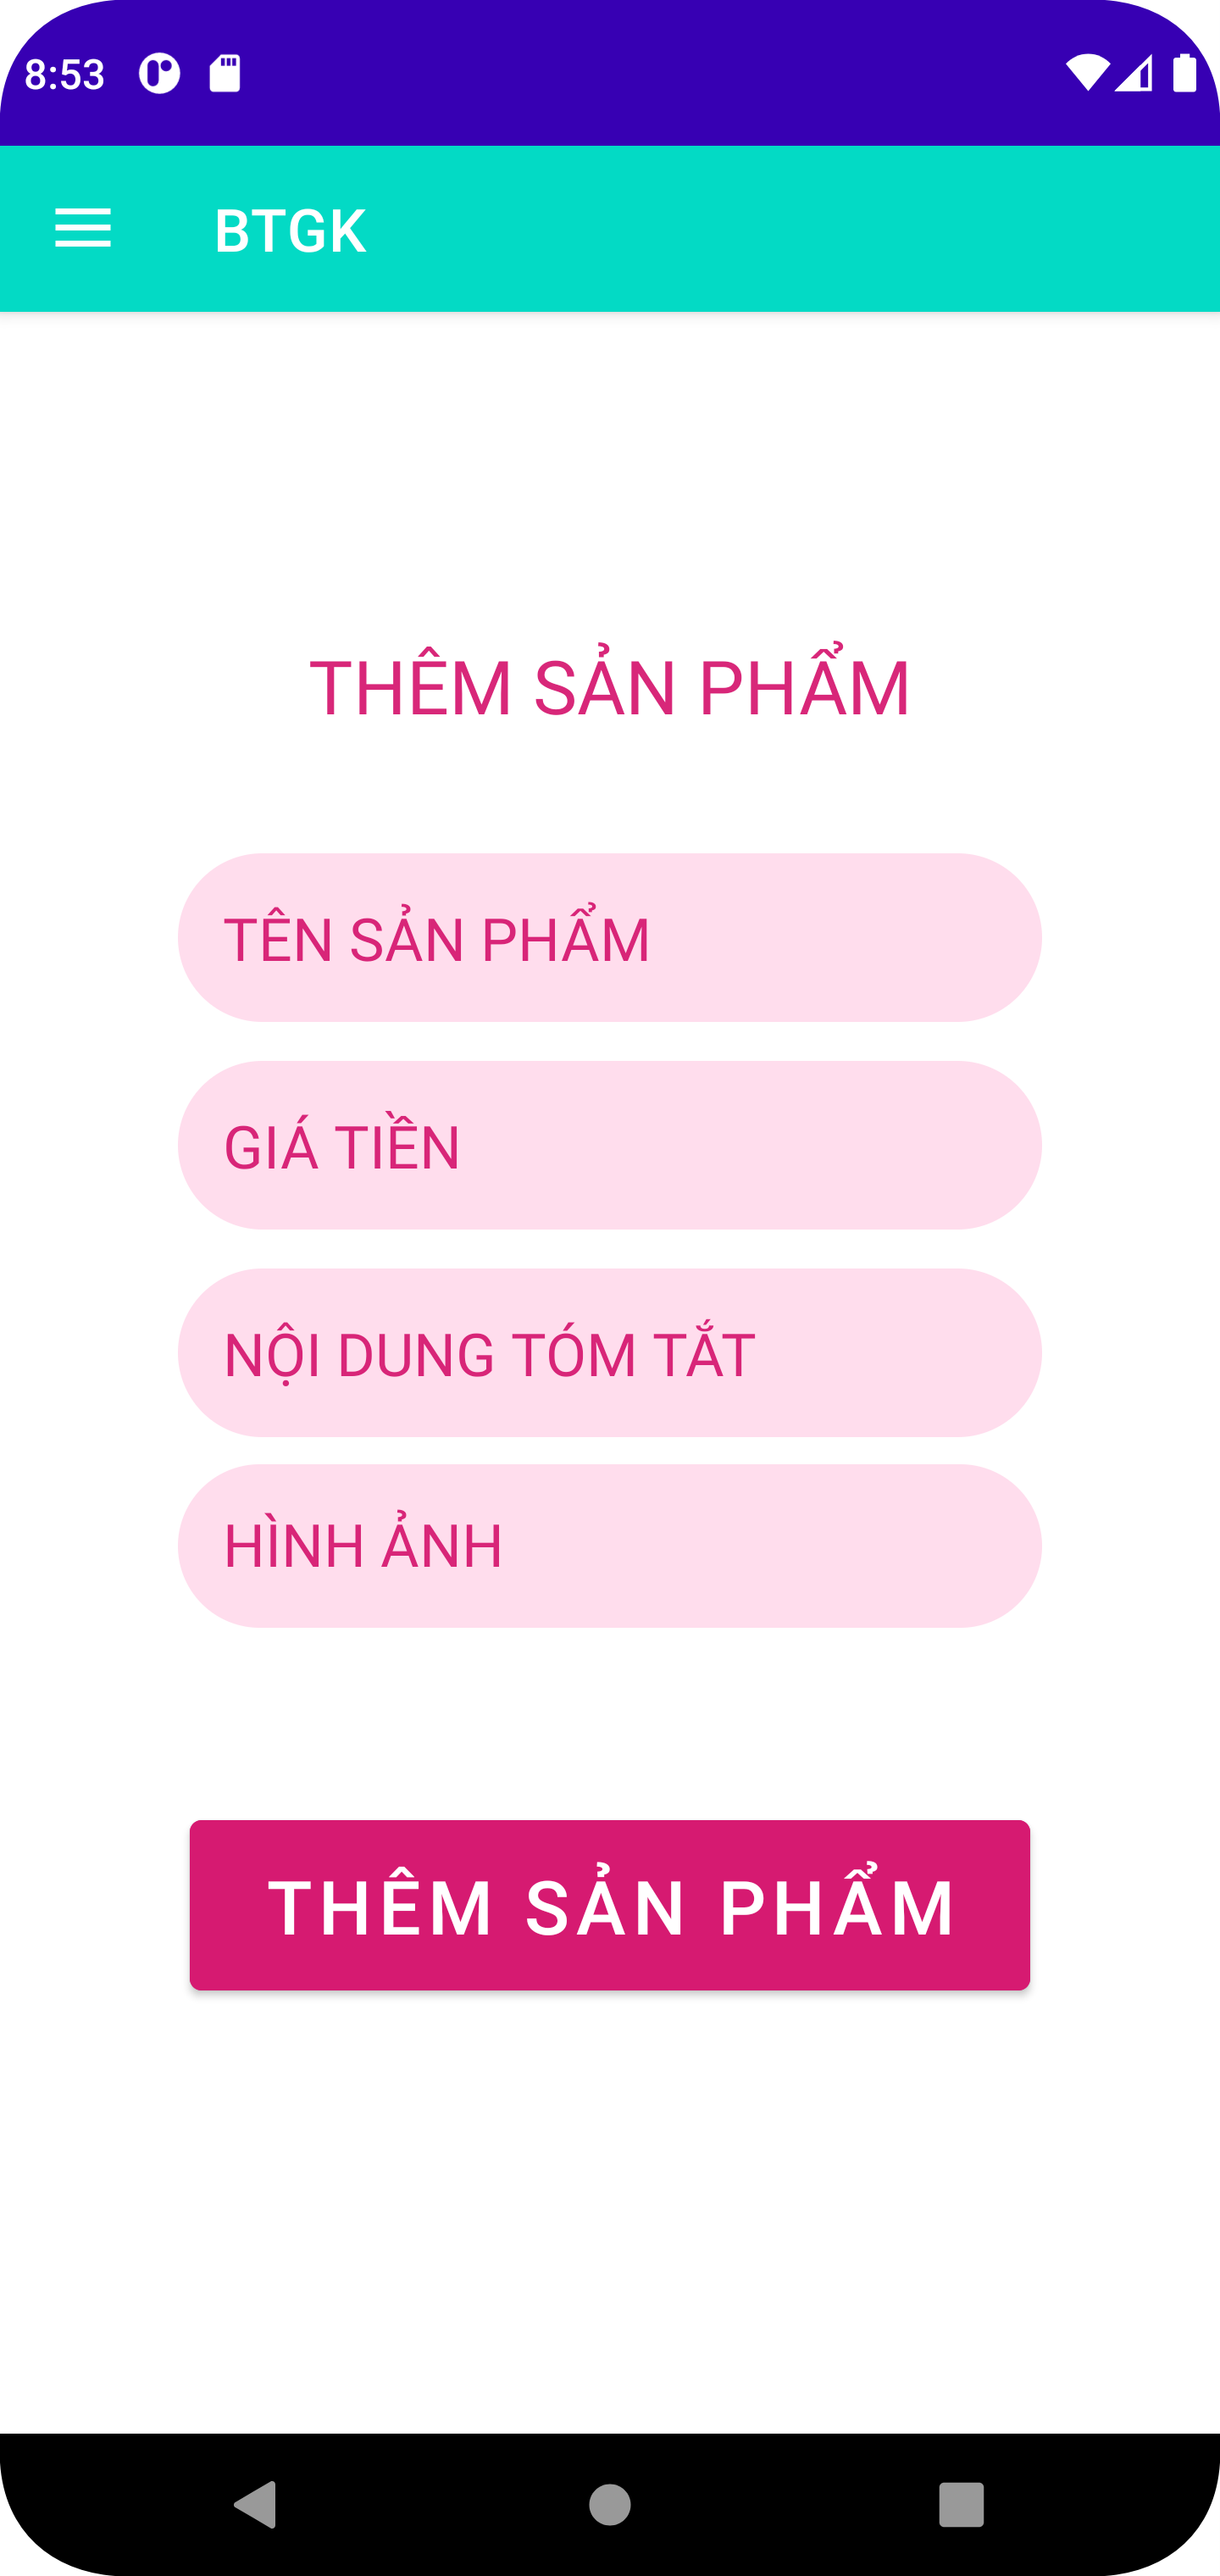 8:53
BTGK
THÊM SẢN PHẨM
TÊN SẢN PHẨM
GIÁ TIỀN
NỘI DUNG TÓM TẮT
HÌNH ẢNH
THÊM SẢN PHẨM